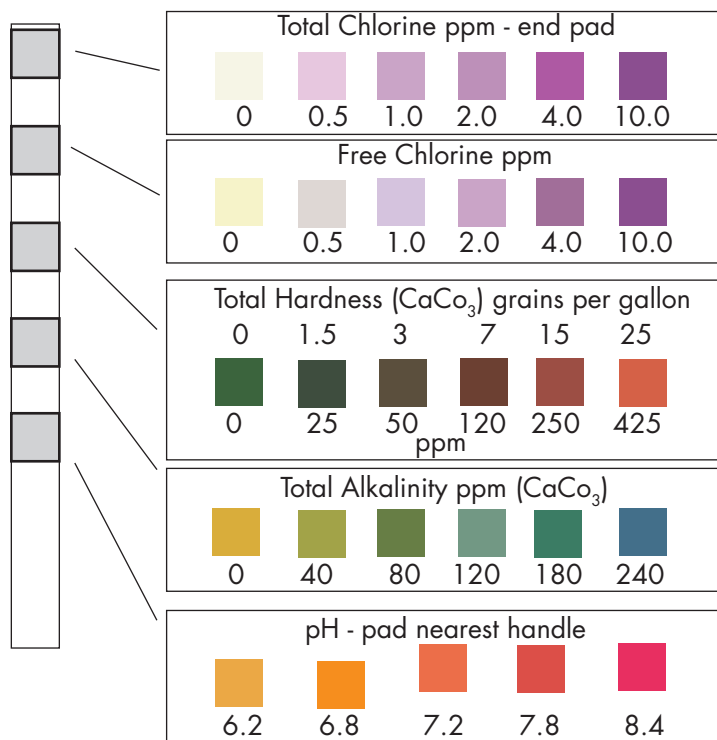 Total Chlorine ppm - end pad
0 0.5 1.0 2.0 4.0 10.0
Free Chlorine ppm
0 0.5 1.0 2.0 4.0 10.0
Total Hardness (CaCo₃) grains per gallon
0 1.5 3 7 15 25
0 25 50 120 250 425
ppm
Total Alkalinity ppm (CaCo₃)
0 40 80 120 180 240
pH - pad nearest handle
6.2 6.8 7.2 7.8 8.4